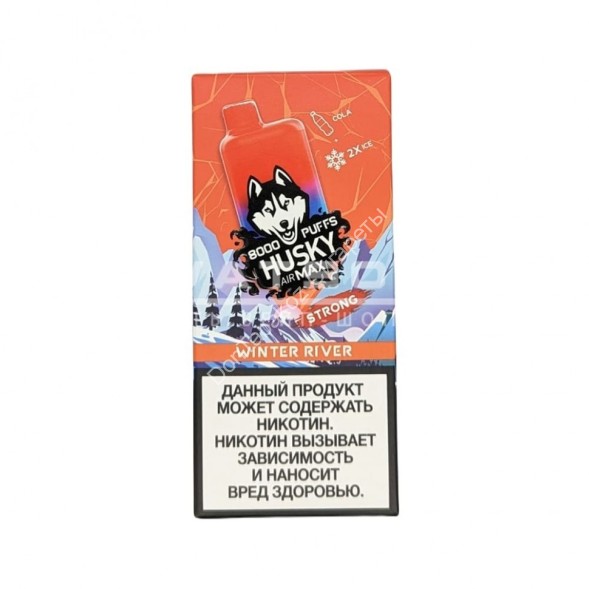 COLA
2X ICE
8000 PUFFS
HUSKY
AIR MAX
STRONG
WINTER RIVER
ДАННЫЙ ПРОДУКТ
МОЖЕТ СОДЕРЖАТЬ
НИКОТИН.
НИКОТИН ВЫЗЫВАЕТ
ЗАВИСИМОСТЬ
И НАНОСИТ
ВРЕД ЗДОРОВЬЮ.